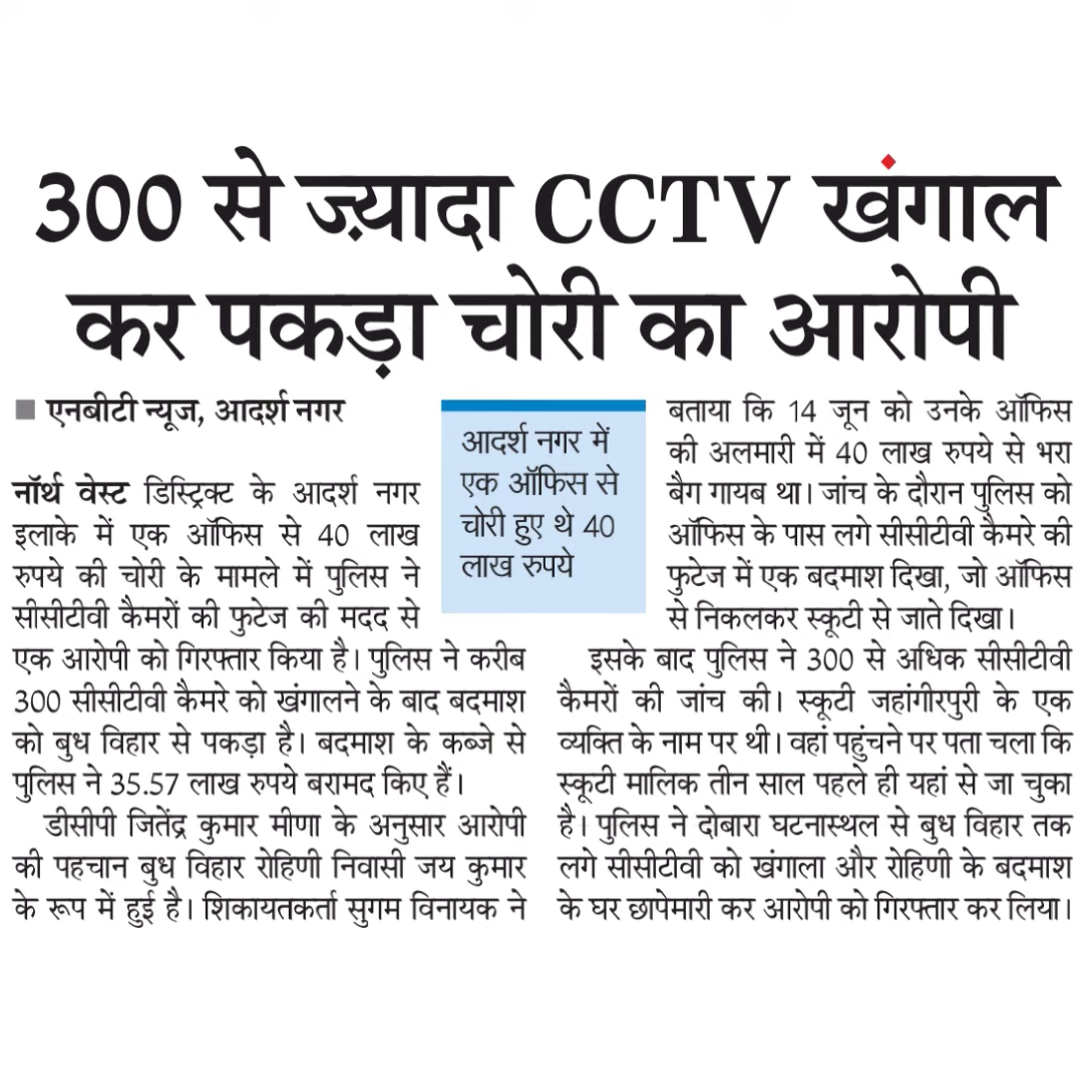 300 से ज़्यादा CCTV खंगाल
कर पकड़ा चोरी का आरोपी
■ एनबीटी न्यूज, आदर्श नगर
नॉर्थ वेस्ट डिस्ट्रिक्ट के आदर्श नगर
इलाके में एक ऑफिस से 40 लाख
रुपये की चोरी के मामले में पुलिस ने
सीसीटीवी कैमरों की फुटेज की मदद से
एक आरोपी को गिरफ्तार किया है। पुलिस ने करीब
300 सीसीटीवी कैमरे को खंगालने के बाद बदमाश
को बुध विहार से पकड़ा है। बदमाश के कब्जे से
पुलिस ने 35.57 लाख रुपये बरामद किए हैं।
डीसीपी जितेंद्र कुमार मीणा के अनुसार आरोपी
की पहचान बुध विहार रोहिणी निवासी जय कुमार
के रूप में हुई है। शिकायतकर्ता सुगम विनायक ने
आदर्श नगर में
एक ऑफिस से
चोरी हुए थे 40
लाख रुपये
बताया कि 14 जून को उनके ऑफिस
की अलमारी में 40 लाख रुपये से भरा
बैग गायब था। जांच के दौरान पुलिस को
ऑफिस के पास लगे सीसीटीवी कैमरे की
फुटेज में एक बदमाश दिखा, जो ऑफिस
से निकलकर स्कूटी से जाते दिखा।
इसके बाद पुलिस ने 300 से अधिक सीसीटीवी
कैमरों की जांच की। स्कूटी जहांगीरपुरी के एक
व्यक्ति के नाम पर थी। वहां पहुंचने पर पता चला कि
स्कूटी मालिक तीन साल पहले ही यहां से जा चुका
है। पुलिस ने दोबारा घटनास्थल से बुध विहार तक
लगे सीसीटीवी को खंगाला और रोहिणी के बदमाश
के घर छापेमारी कर आरोपी को गिरफ्तार कर लिया।